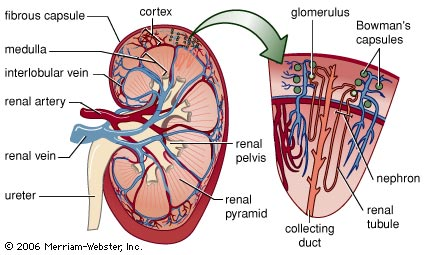 fibrous capsule
cortex
medulla
interlobular vein
renal artery
renal vein
ureter
renal
pelvis
renal
pyramid
glomerulus
Bowman's
capsules
nephron
renal
tubule
collecting
duct
© 2006 Merriam-Webster, Inc.